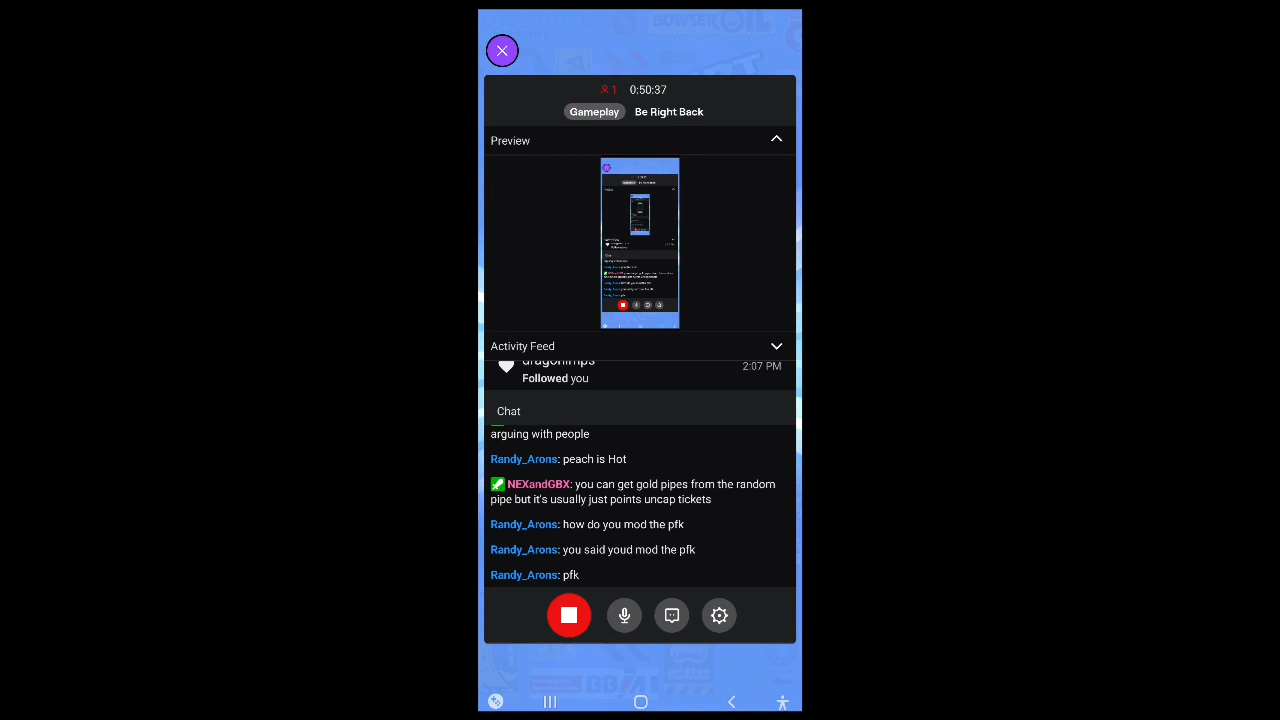 BOWSER OIL
1 0:50:37
Gameplay Be Right Back
Preview
Activity Feed
dragonimps 2:07 PM
Followed you
Chat
arguing with people
Randy_Arons: peach is Hot
NEXandGBX: you can get gold pipes from the random
pipe but it's usually just points uncap tickets
Randy_Arons: how do you mod the pfk
Randy_Arons: you said youd mod the pfk
Randy_Arons: pfk